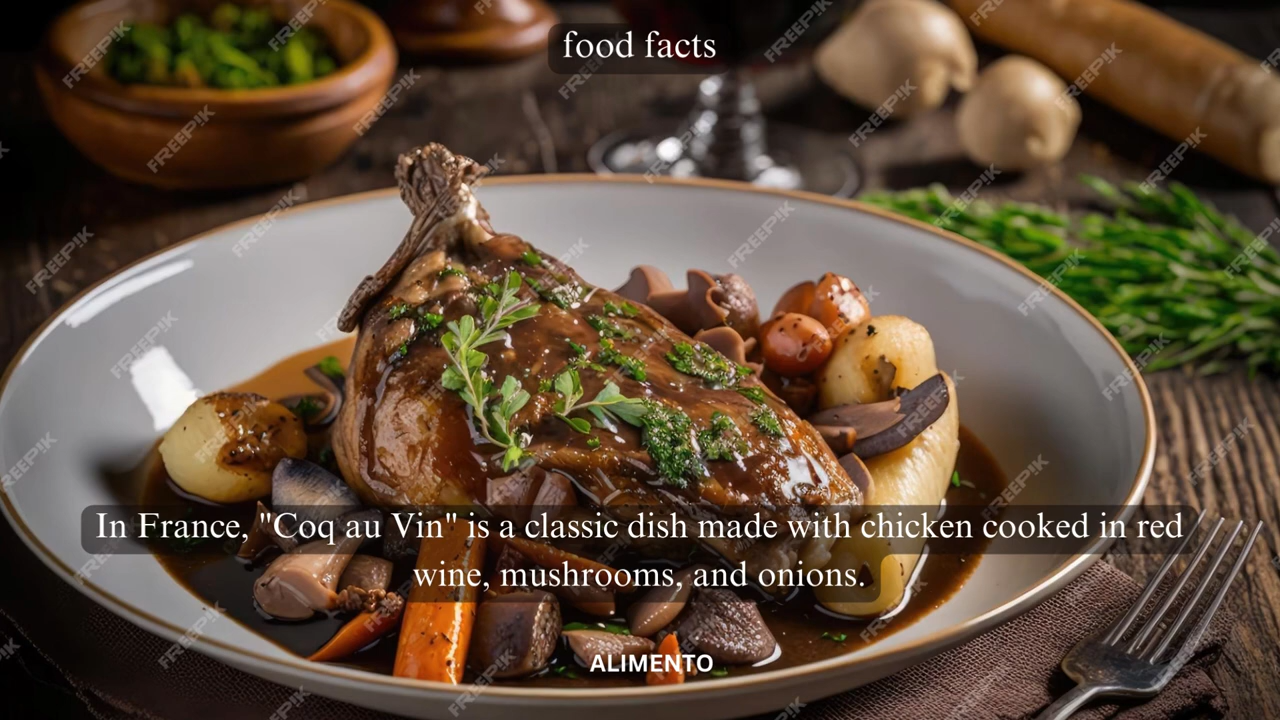 food facts
In France, "Coq au Vin" is a classic dish made with chicken cooked in red
wine, mushrooms, and onions.
ALIMENTO
FREEPIK